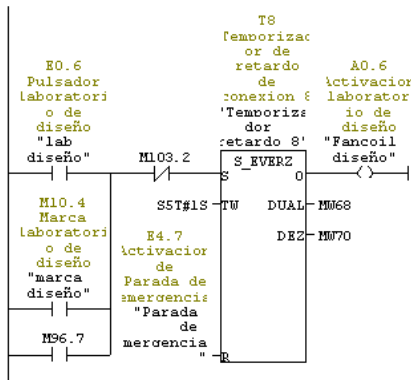 T8
Temporizac
or de
retardo
de
conexion 8
"Temporiza
dor
retardo 8"
E0.6
Pulsador
laboratori
o de
diseño
"lab
diseño"
A0.6
Activacion
laborator
io de
diseño
"Fancoil
diseño"
M103.2
S_EVERZ
S
Q
S5T#1S
TW
DUAL
MW68
DEZ
MW70
M10.4
Marca
laboratori
o de
diseño
"marca
diseño"
E4.7
Activacion
de
Parada de
emergencia
"Parada
de
emergencia
"
R
M96.7